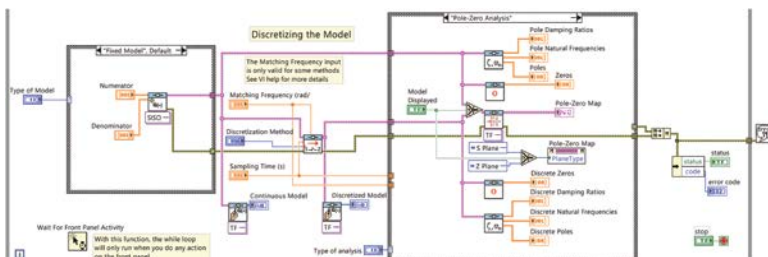 "Fixed Model", Default
Type of Model
Numerator
Denominator
SISO
Discretizing the Model
The Matching Frequency input
is only valid for some methods
See VI help for more details
Matching Frequency (rad/
Discretization Method
Sampling Time (s)
Continuous Model
Discretized Model
TF
TF
Wait For Front Panel Activity
With this function, the while loop
will only run when you do any action
on the front panel
Type of analysis
"Pole-Zero Analysis"
Pole Damping Ratios
Pole Natural Frequencies
Poles
Zeros
Model
Displayed
TF
Pole-Zero Map
S Plane
Z Plane
Pole-Zero Map
PlaneType
Discrete Zeros
Discrete Damping Ratios
Discrete Natural Frequencies
Discrete Poles
status
code
status
TF
error code
stop
TF
i